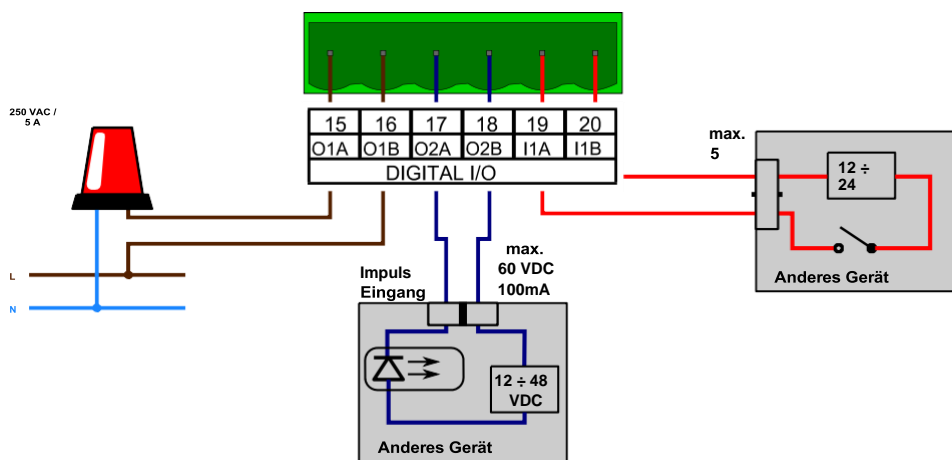 250 VAC /
5 A
15 16 17 18 19 20
O1A O1B O2A O2B I1A I1B
DIGITAL I/O
max.
5
12 ÷
24
Anderes Gerät
L
N
Impuls
Eingang
max.
60 VDC
100mA
12 ÷ 48
VDC
Anderes Gerät